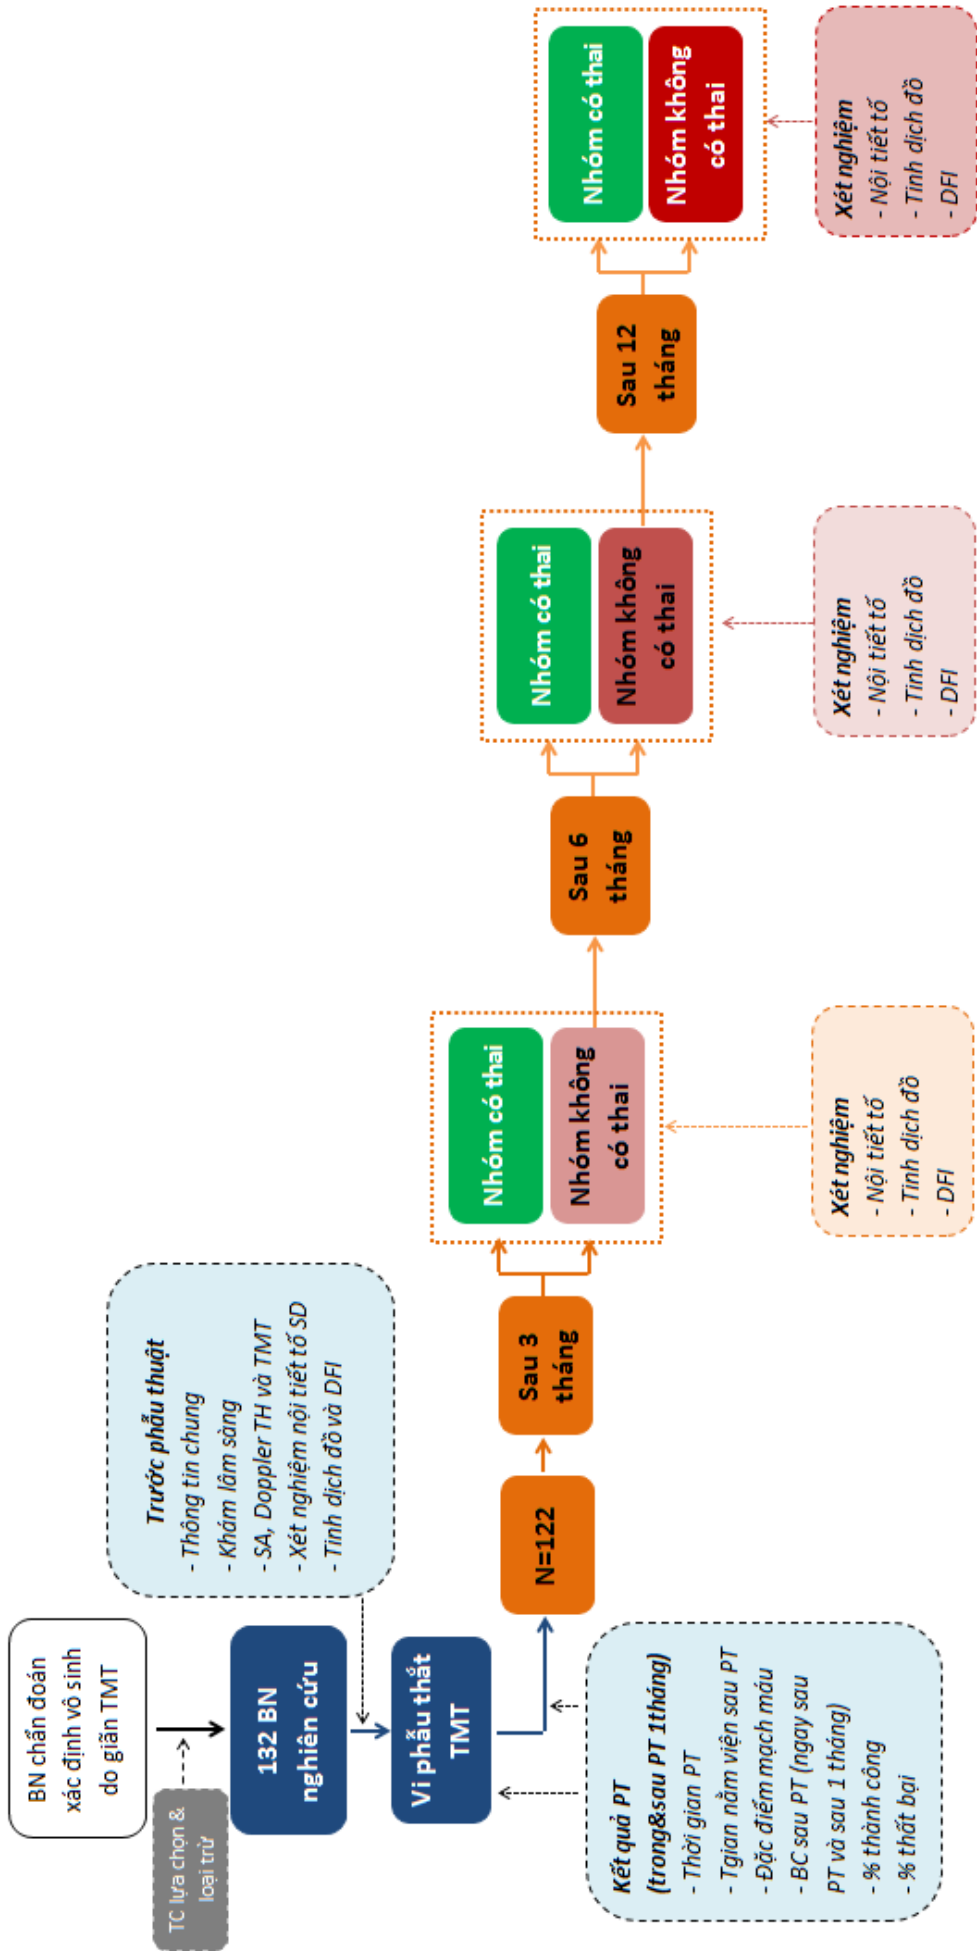 BN chẩn đoán
xác định vô sinh
do giãn TMT
TC lựa chọn &
loại trừ
132 BN
nghiên cứu
Trước phẫu thuật
- Thông tin chung
- Khám lâm sàng
- SA, Doppler TH và TMT
- Xét nghiệm nội tiết tố SD
- Tinh dịch đồ và DFI
Vi phẫu thắt
TMT
Kết quả PT
(trong&sau PT 1tháng)
- Thời gian PT
- Tgian nằm viện sau PT
- Đặc điểm mạch máu
- BC sau PT (ngay sau
PT và sau 1 tháng)
- % thành công
- % thất bại
N=122
Sau 3
tháng
Nhóm có thai
Nhóm không
có thai
Xét nghiệm
- Nội tiết tố
- Tinh dịch đồ
- DFI
Sau 6
tháng
Nhóm có thai
Nhóm không
có thai
Xét nghiệm
- Nội tiết tố
- Tinh dịch đồ
- DFI
Sau 12
tháng
Nhóm có thai
Nhóm không
có thai
Xét nghiệm
- Nội tiết tố
- Tinh dịch đồ
- DFI